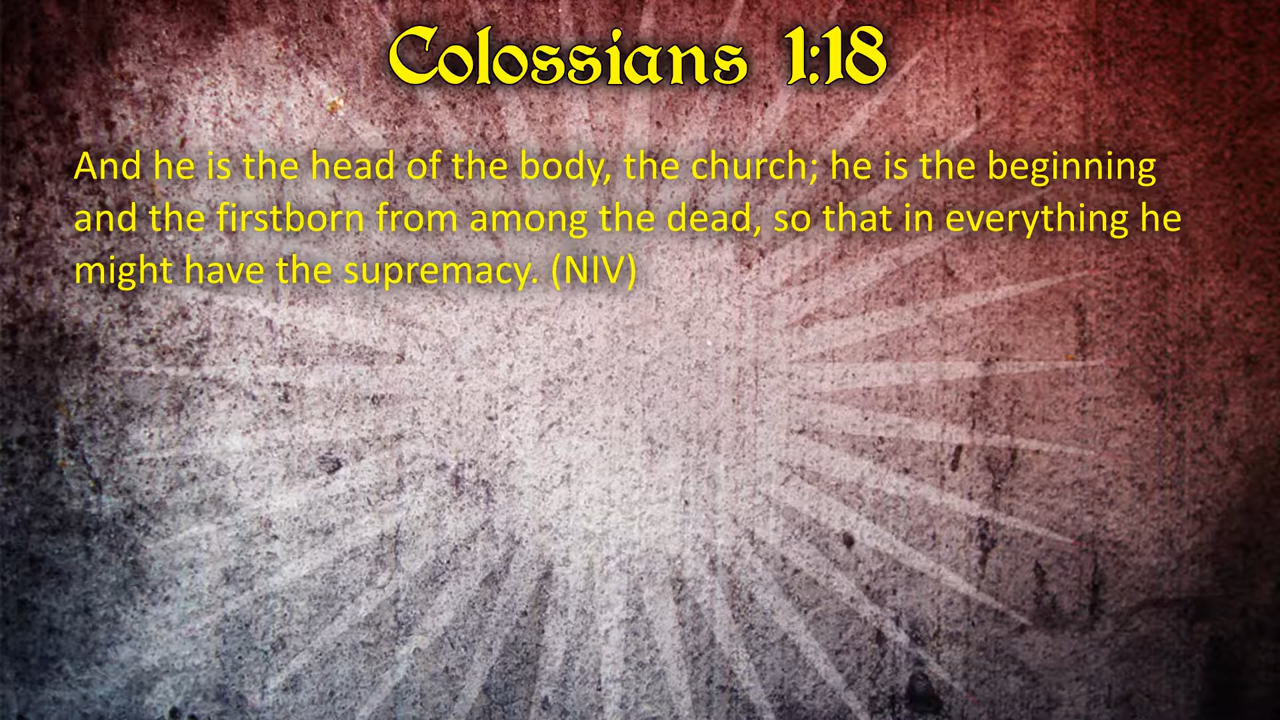 Colossians 1:18
And he is the head of the body, the church; he is the beginning
and the firstborn from among the dead, so that in everything he
might have the supremacy. (NIV)